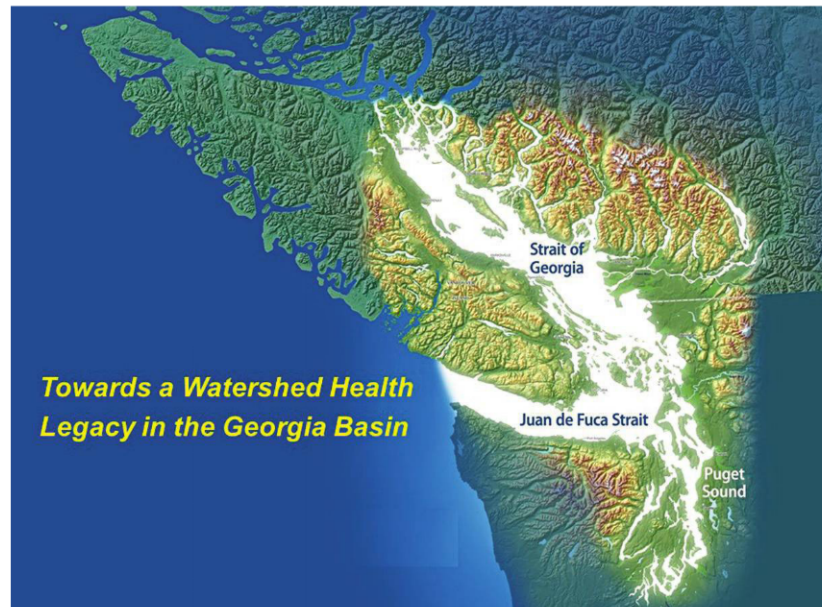 Strait of
Georgia
Towards a Watershed Health
Legacy in the Georgia Basin
Juan de Fuca Strait
Puget
Sound